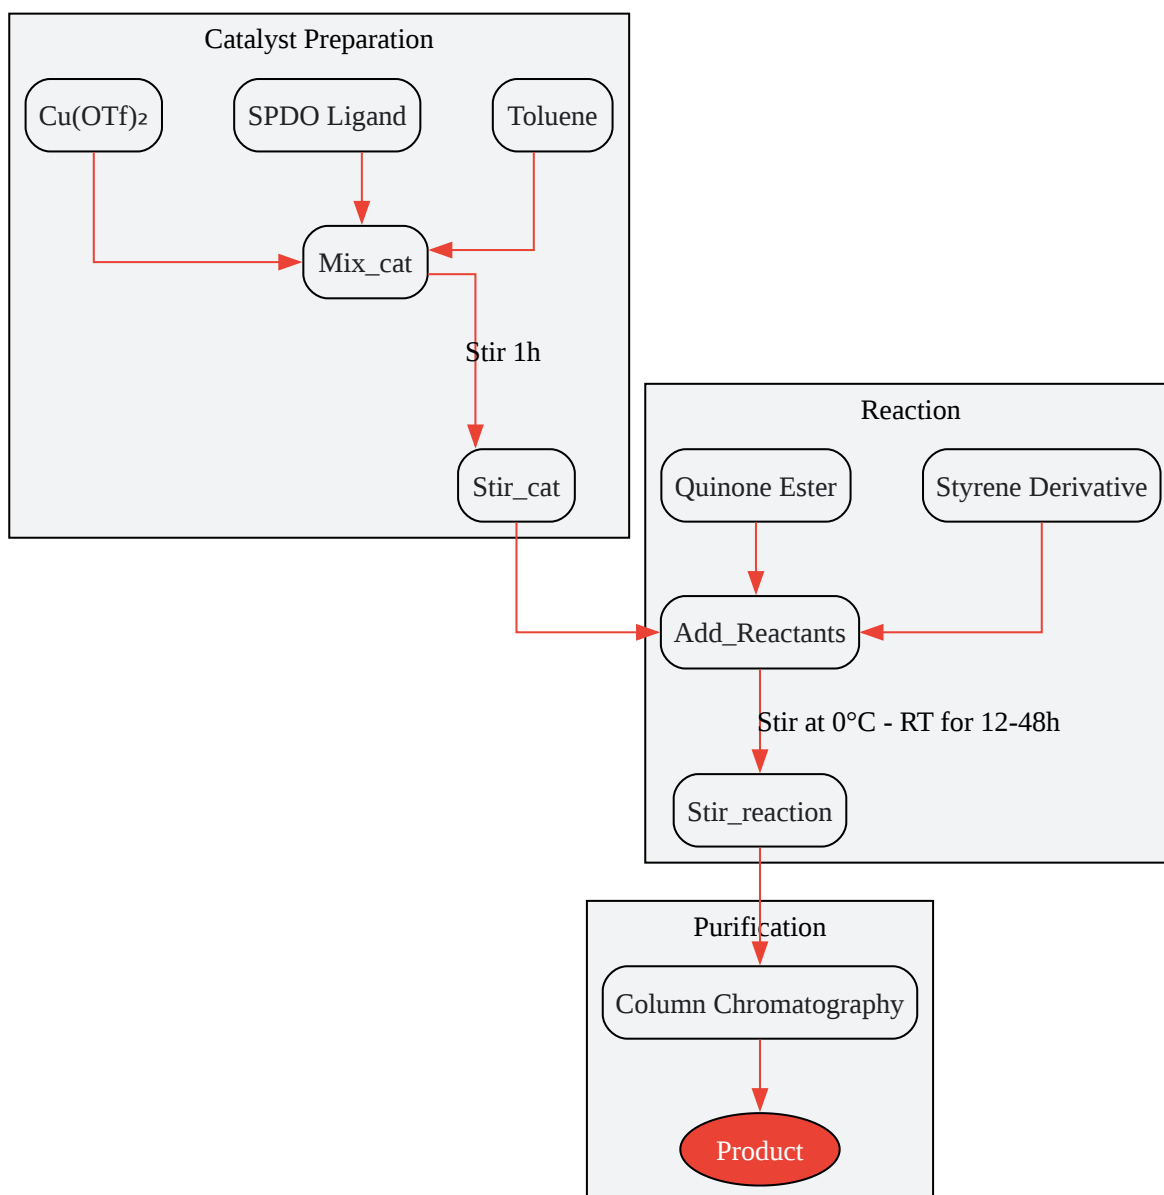 Catalyst Preparation
Cu(OTf)₂
SPDO Ligand
Toluene
Mix_cat
Stir 1h
Stir_cat
Reaction
Quinone Ester
Styrene Derivative
Add_Reactants
Stir at 0°C - RT for 12-48h
Stir_reaction
Purification
Column Chromatography
Product